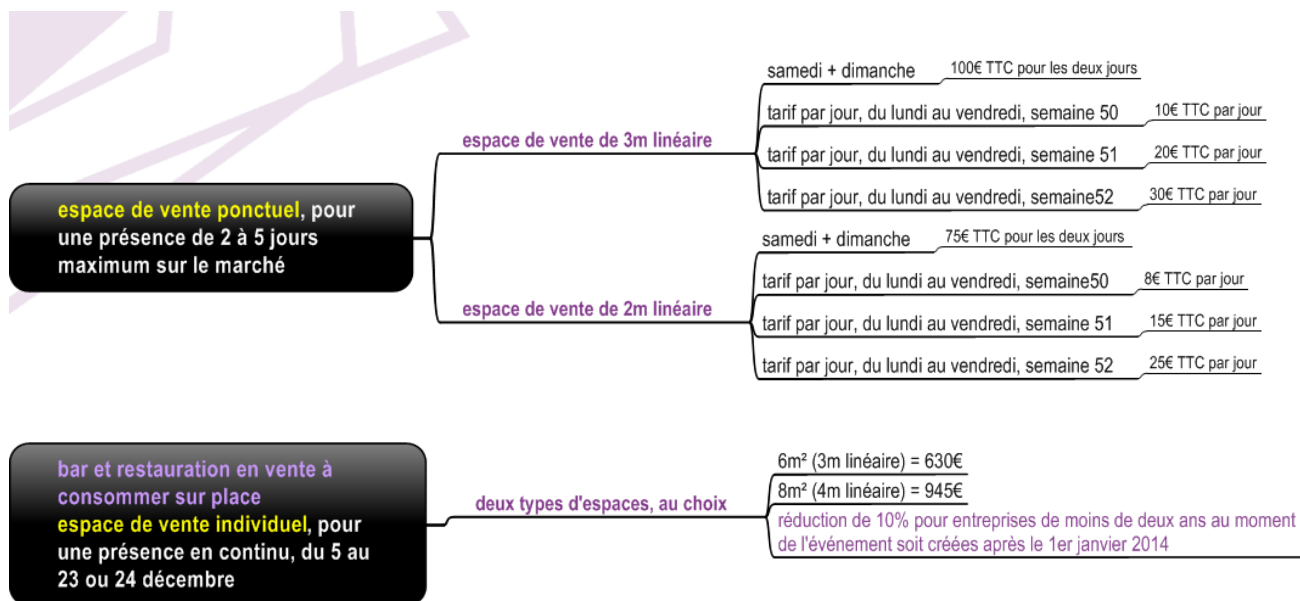 espace de vente ponctuel, pour
une présence de 2 à 5 jours
maximum sur le marché
espace de vente de 3m linéaire
samedi + dimanche
100€ TTC pour les deux jours
tarif par jour, du lundi au vendredi, semaine 50
10€ TTC par jour
tarif par jour, du lundi au vendredi, semaine 51
20€ TTC par jour
tarif par jour, du lundi au vendredi, semaine52
30€ TTC par jour
espace de vente de 2m linéaire
samedi + dimanche
75€ TTC pour les deux jours
tarif par jour, du lundi au vendredi, semaine50
8€ TTC par jour
tarif par jour, du lundi au vendredi, semaine 51
15€ TTC par jour
tarif par jour, du lundi au vendredi, semaine 52
25€ TTC par jour
bar et restauration en vente à
consommer sur place
espace de vente individuel, pour
une présence en continu, du 5 au
23 ou 24 décembre
deux types d'espaces, au choix
6m² (3m linéaire) = 630€
8m² (4m linéaire) = 945€
réduction de 10% pour entreprises de moins de deux ans au moment
de l'événement soit créées après le 1er janvier 2014